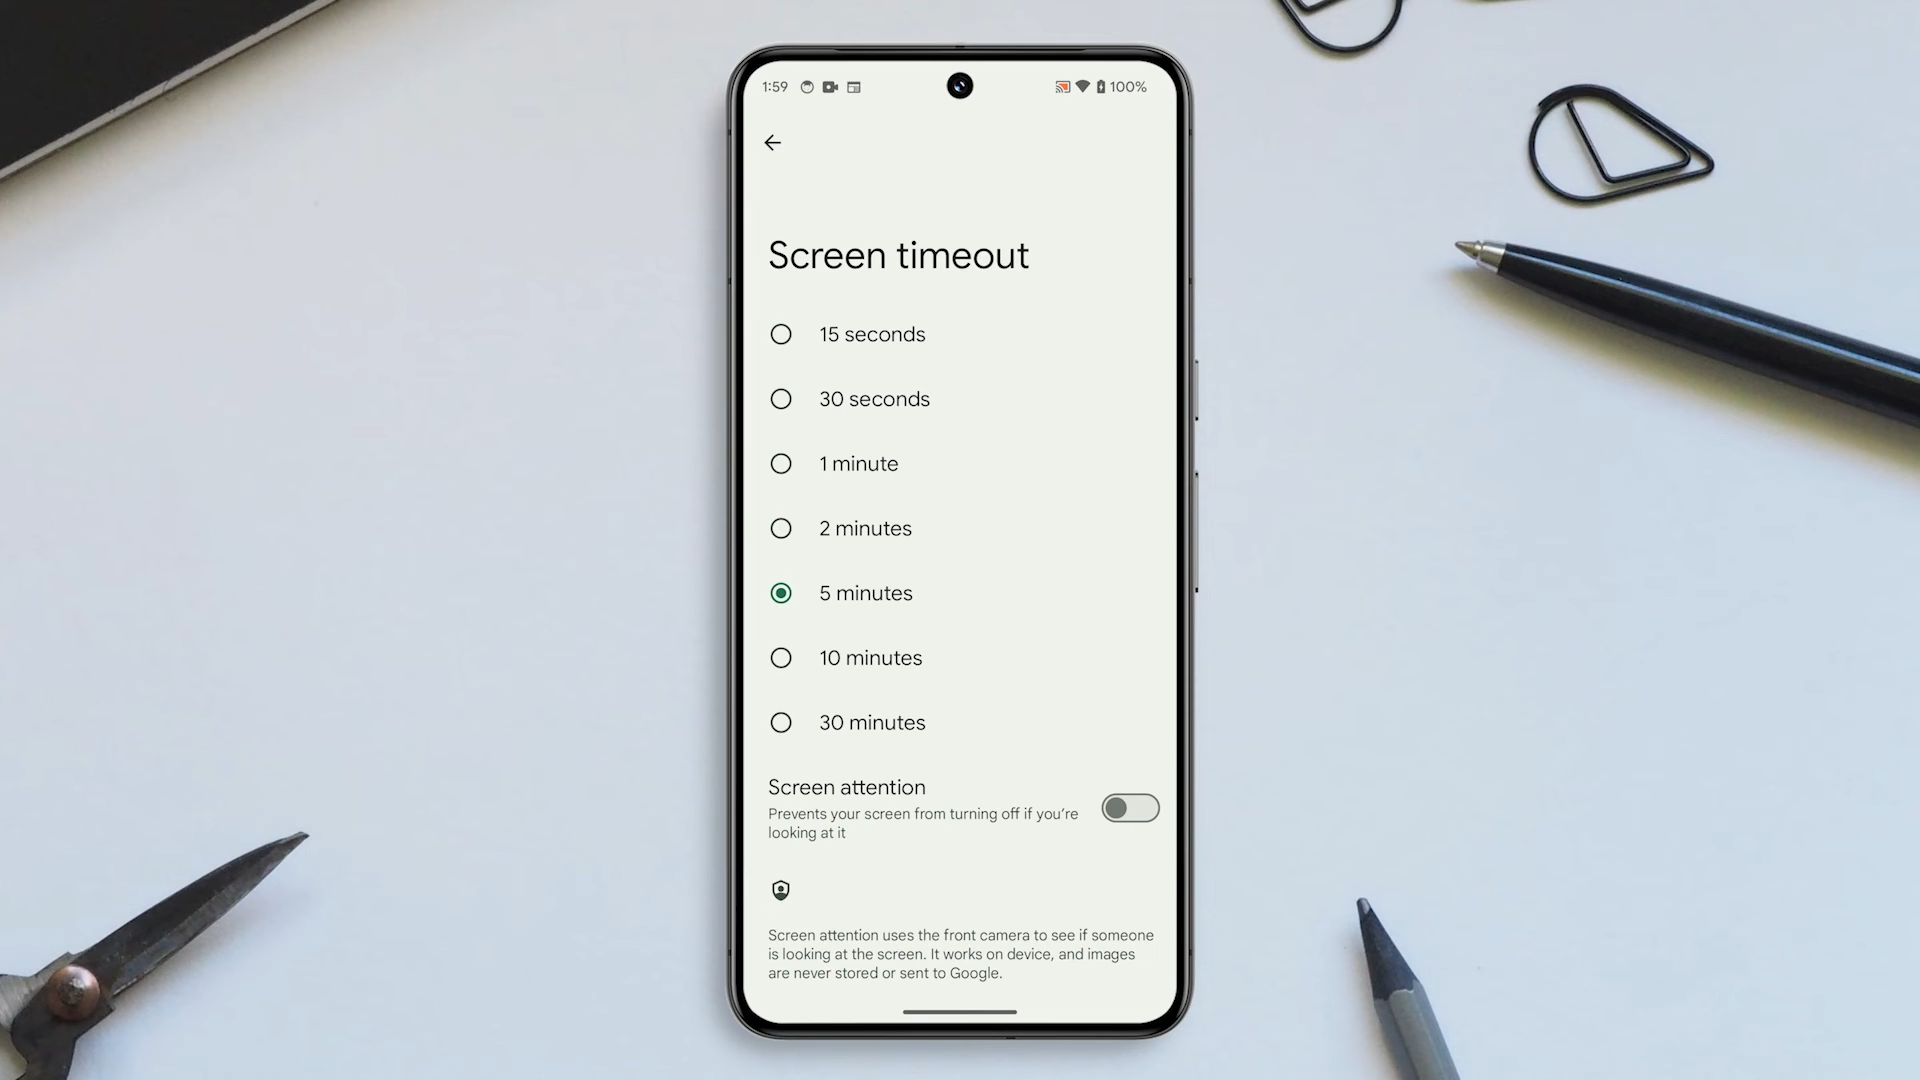 1:59
100%
Screen timeout
15 seconds
30 seconds
1 minute
2 minutes
5 minutes
10 minutes
30 minutes
Screen attention
Prevents your screen from turning off if you're
looking at it
Screen attention uses the front camera to see if someone
is looking at the screen. It works on device, and images
are never stored or sent to Google.